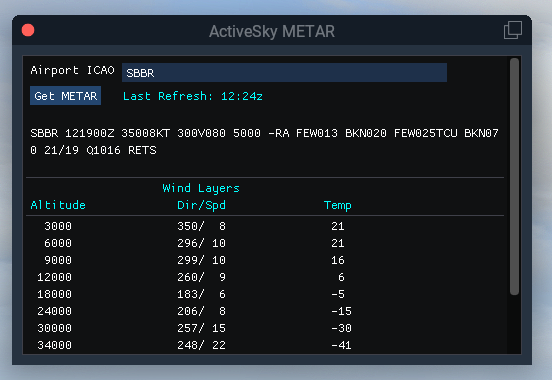 ActiveSky METAR
Airport ICAO SBBR
Get METAR Last Refresh: 12:24z
SBBR 121900Z 35008KT 300V080 5000 -RA FEW013 BKN020 FEW025TCU BKN07
0 21/19 Q1016 RETS
Wind Layers
Altitude Dir/Spd Temp
3000 350/ 8 21
6000 296/ 10 21
9000 299/ 10 16
12000 260/ 9 6
18000 183/ 6 -5
24000 206/ 8 -15
30000 257/ 15 -30
34000 248/ 22 -41